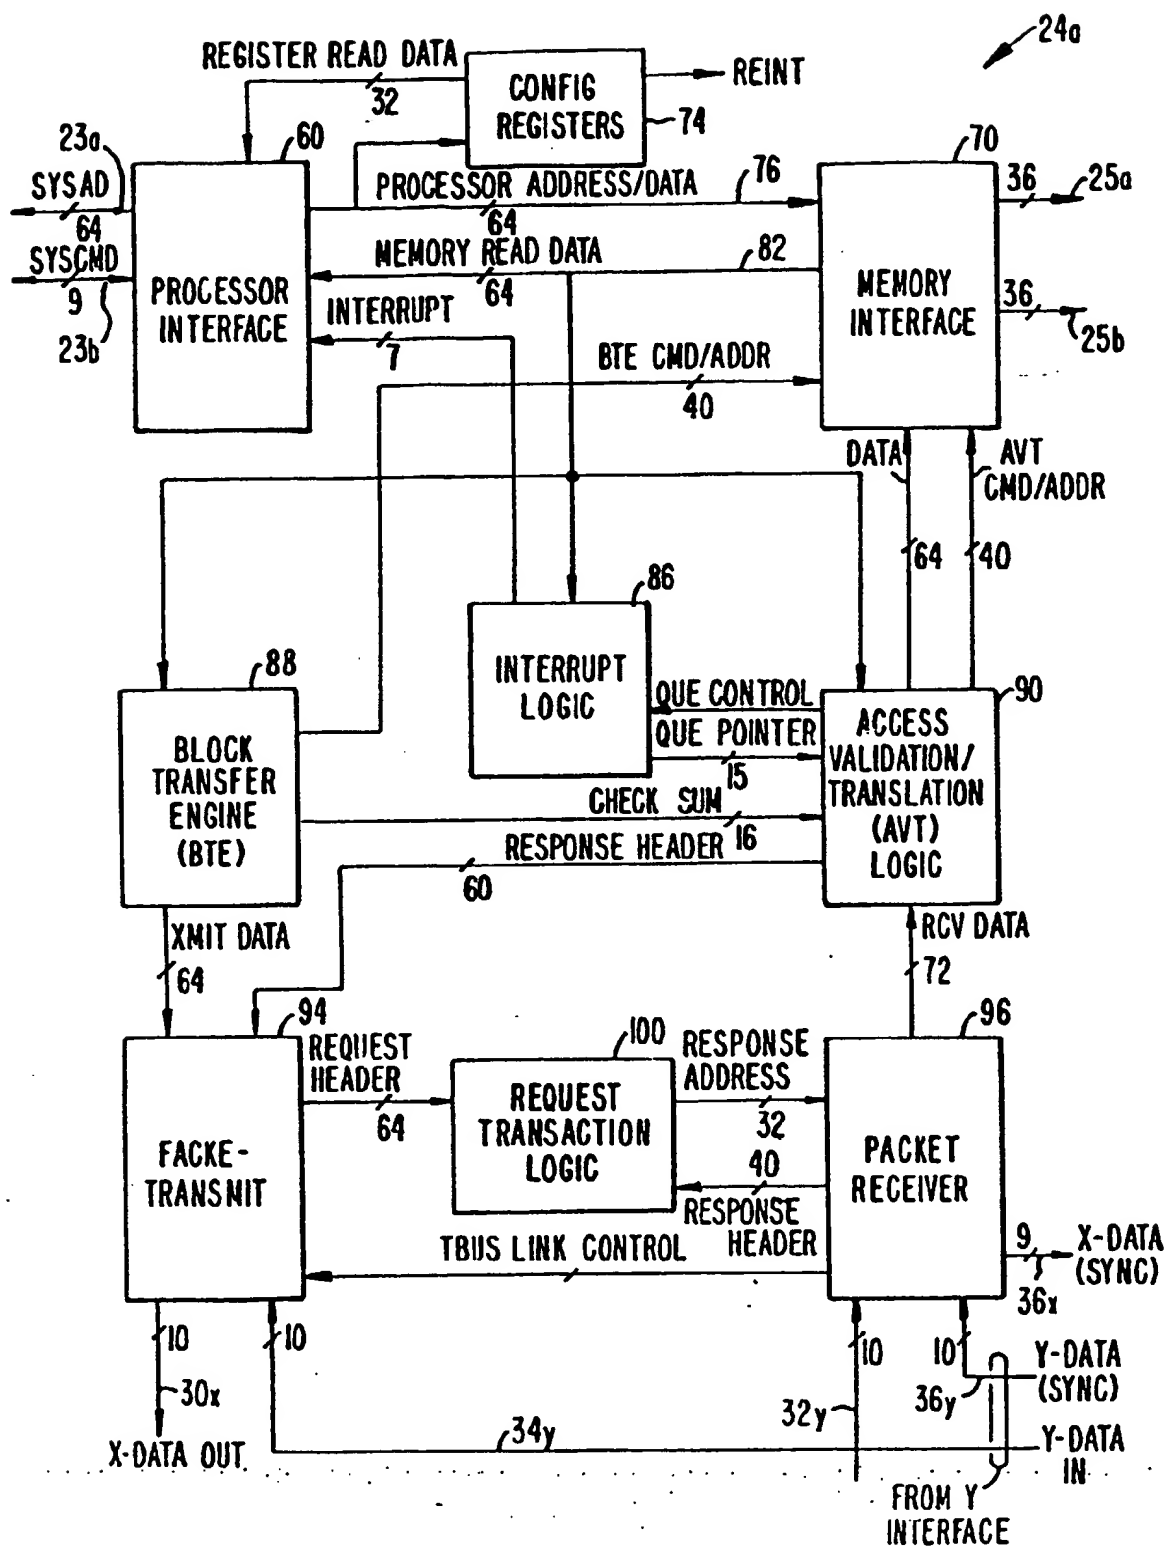 24a
REGISTER READ DATA
32
CONFIG
REGISTERS
REINT
74
23a
60
70
SYSAD
64
PROCESSOR ADDRESS/DATA
64
76
36
25a
SYSCMD
9
23b
MEMORY READ DATA
64
82
PROCESSOR
INTERFACE
MEMORY
INTERFACE
36
25b
INTERRUPT
7
BTE CMD/ADDR
40
DATA
AVT
CMD/ADDR
64
40
86
INTERRUPT
LOGIC
88
90
QUE CONTROL
QUE POINTER
15
BLOCK
TRANSFER
ENGINE
(BTE)
ACCESS
VALIDATION/
TRANSLATION
(AVT)
LOGIC
CHECK SUM
16
RESPONSE HEADER
60
XMIT DATA
64
RCV DATA
72
94
100
96
REQUEST
HEADER
64
REQUEST
TRANSACTION
LOGIC
RESPONSE
ADDRESS
32
FACKE-
TRANSMIT
40
RESPONSE
HEADER
PACKET
RECEIVER
TBUS LINK CONTROL
9
X-DATA
(SYNC)
36x
10
10
10
10
Y-DATA
(SYNC)
30x
32y
36y
X-DATA OUT
34y
Y-DATA
IN
FROM Y
INTERFACE